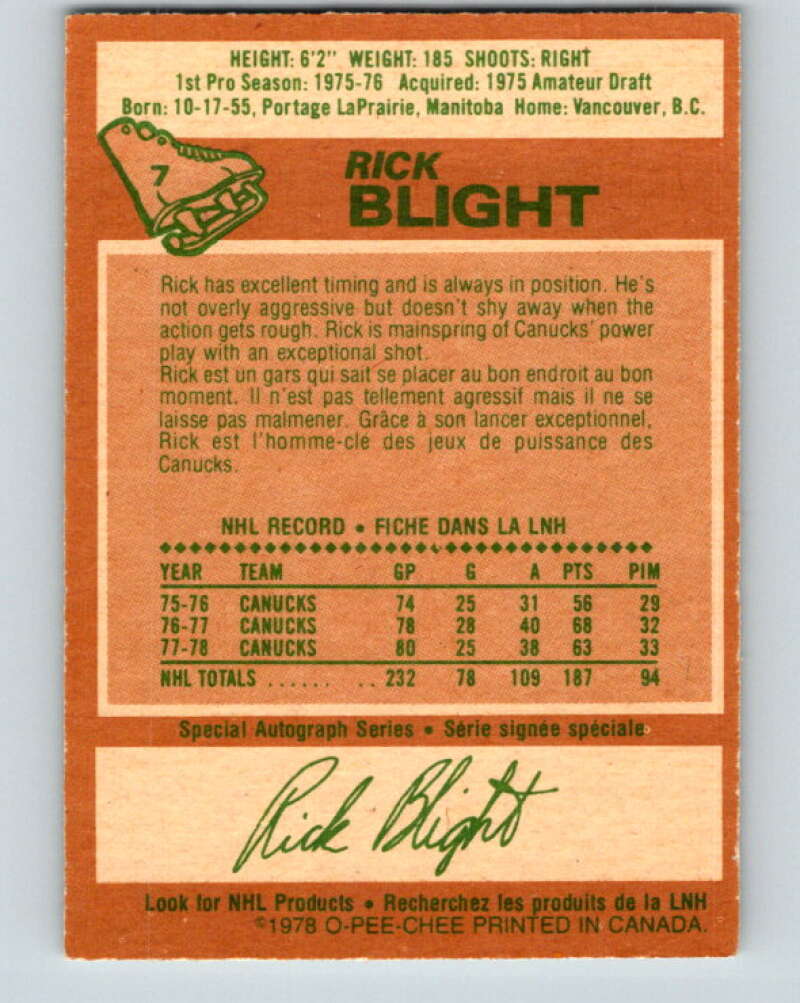 HEIGHT: 6'2" WEIGHT: 185 SHOOTS: RIGHT
1st Pro Season: 1975-76 Acquired: 1975 Amateur Draft
Born: 10-17-55, Portage LaPrairie, Manitoba Home: Vancouver, B.C.
7
RICK
BLIGHT
Rick has excellent timing and is always in position. He's
not overly aggressive but doesn't shy away when the
action gets rough. Rick is mainspring of Canucks' power
play with an exceptional shot.
Rick est un gars qui sait se placer au bon endroit au bon
moment. Il n'est pas tellement agressif mais il ne se
laisse pas malmener. Grâce à son lancer exceptionnel,
Rick est l'homme-clé des jeux de puissance des
Canucks.
NHL RECORD • FICHE DANS LA LNH
YEAR TEAM GP G A PTS PIM
75-76 CANUCKS 74 25 31 56 29
76-77 CANUCKS 78 28 40 68 32
77-78 CANUCKS 80 25 38 63 33
NHL TOTALS ...... .. 232 78 109 187 94
Special Autograph Series • Série signée spéciale
Rick Blight
Look for NHL Products • Recherchez les produits de la LNH
©1978 O-PEE-CHEE PRINTED IN CANADA.